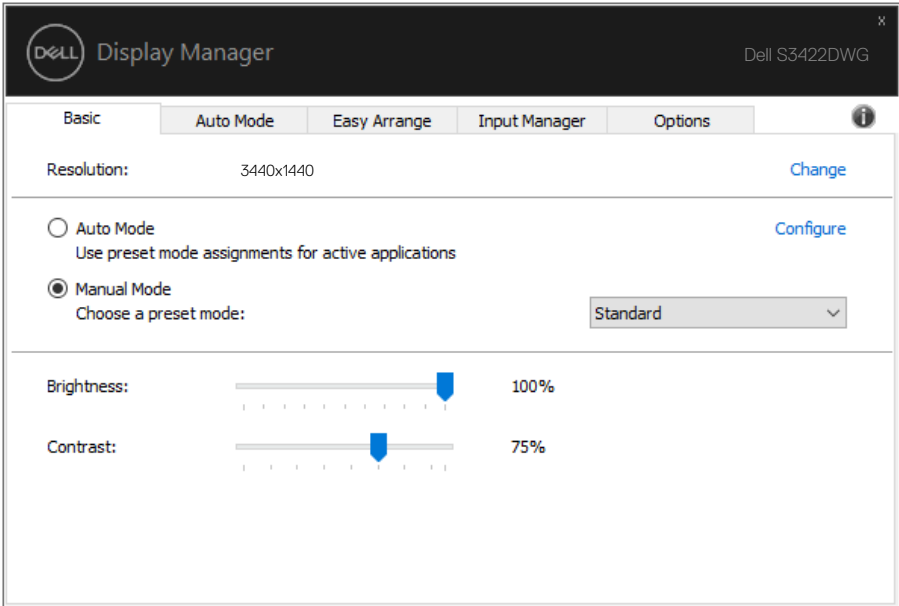 x
DELL Display Manager
Dell S3422DWG
Basic Auto Mode Easy Arrange Input Manager Options i
Resolution: 3440x1440 Change
Auto Mode Configure
Use preset mode assignments for active applications
Manual Mode
Choose a preset mode: Standard
Brightness: 100%
Contrast: 75%